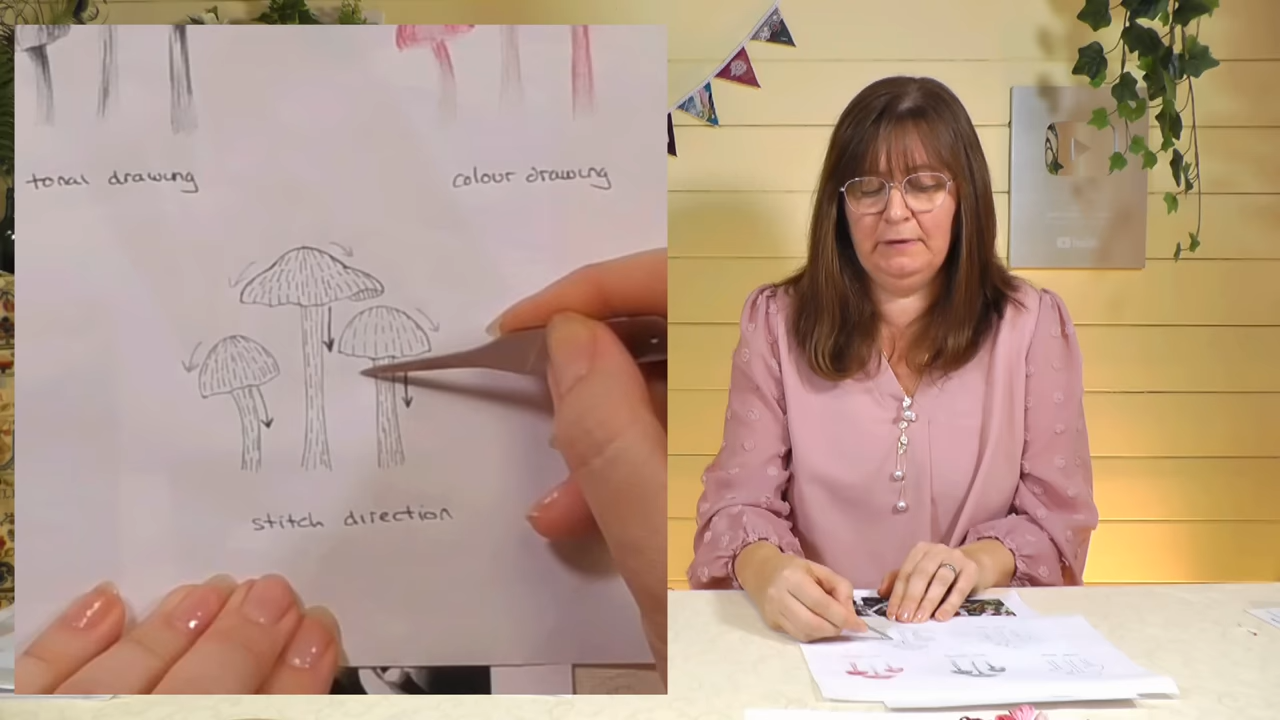 tonal drawing
colour drawing
stitch direction